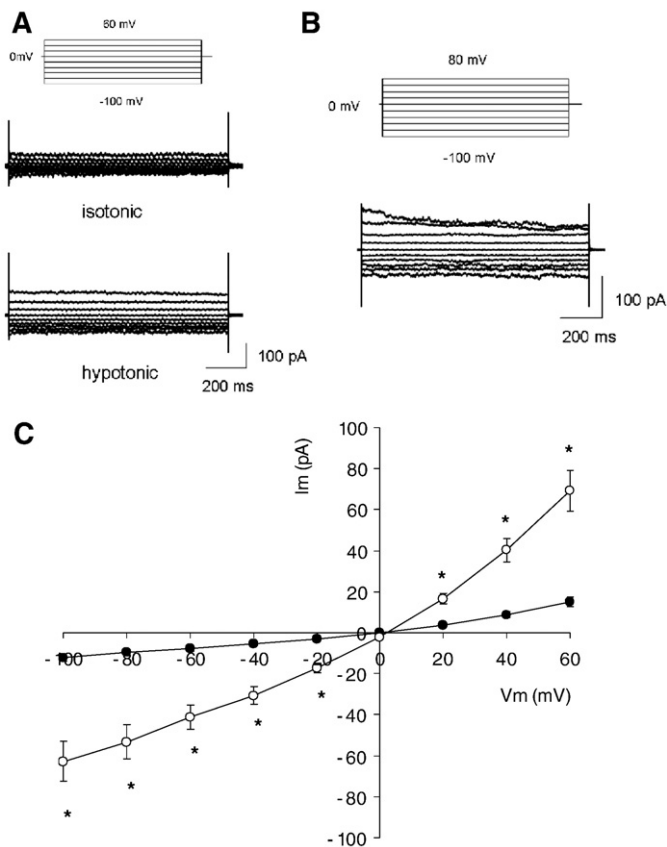 A
60 mV
0mV
-100 mV
isotonic
hypotonic
100 pA
200 ms
B
80 mV
0 mV
-100 mV
100 pA
200 ms
C
Im (pA)
100
80
60
40
20
0
-20
-40
-60
-80
-100
-100 -80 -60 -40 -20 0 20 40 60
Vm (mV)
* * * * * * * *